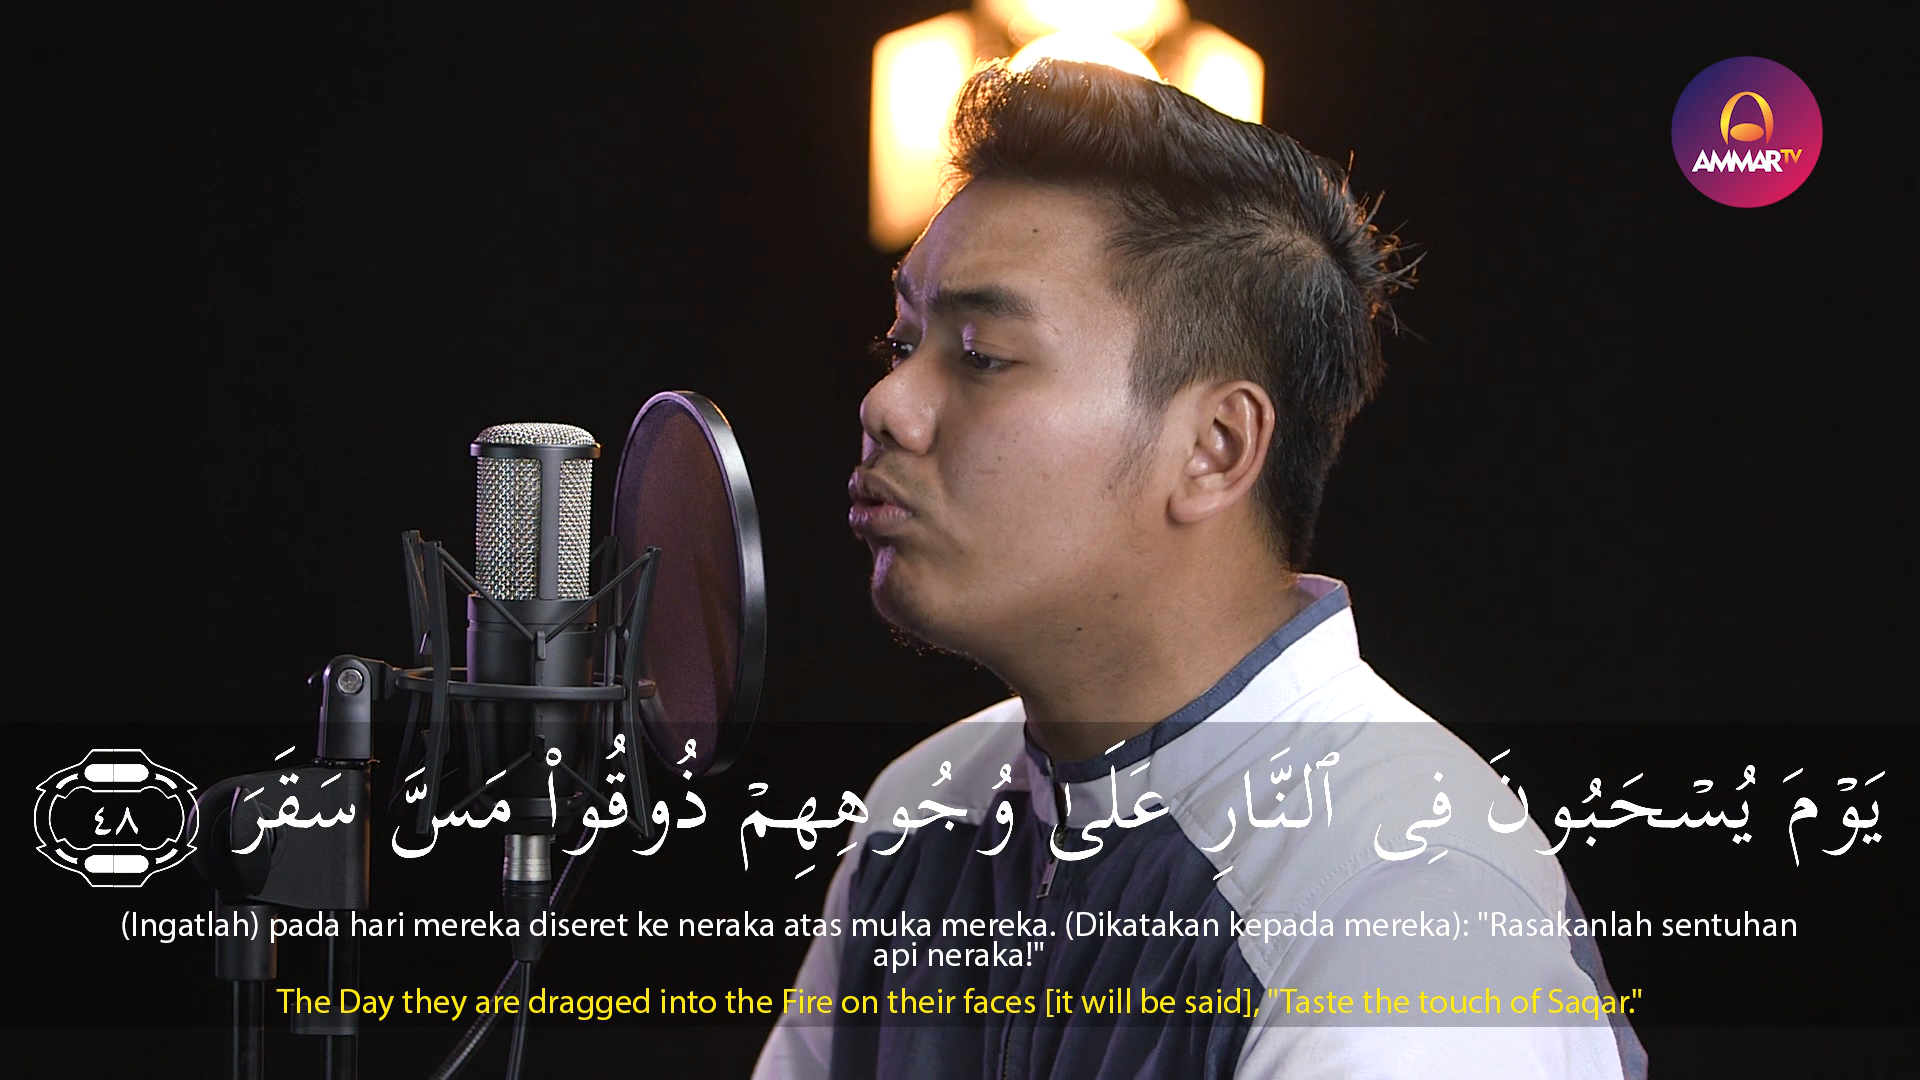 AMMARTV
يَوْمَ يُسْحَبُونَ فِى ٱلنَّارِ عَلَىٰ وُجُوهِهِمْ ذُوقُوا۟ مَسَّ سَقَرَ ٤٨
(Ingatlah) pada hari mereka diseret ke neraka atas muka mereka. (Dikatakan kepada mereka): "Rasakanlah sentuhan
api neraka!"
The Day they are dragged into the Fire on their faces [it will be said], "Taste the touch of Saqar."